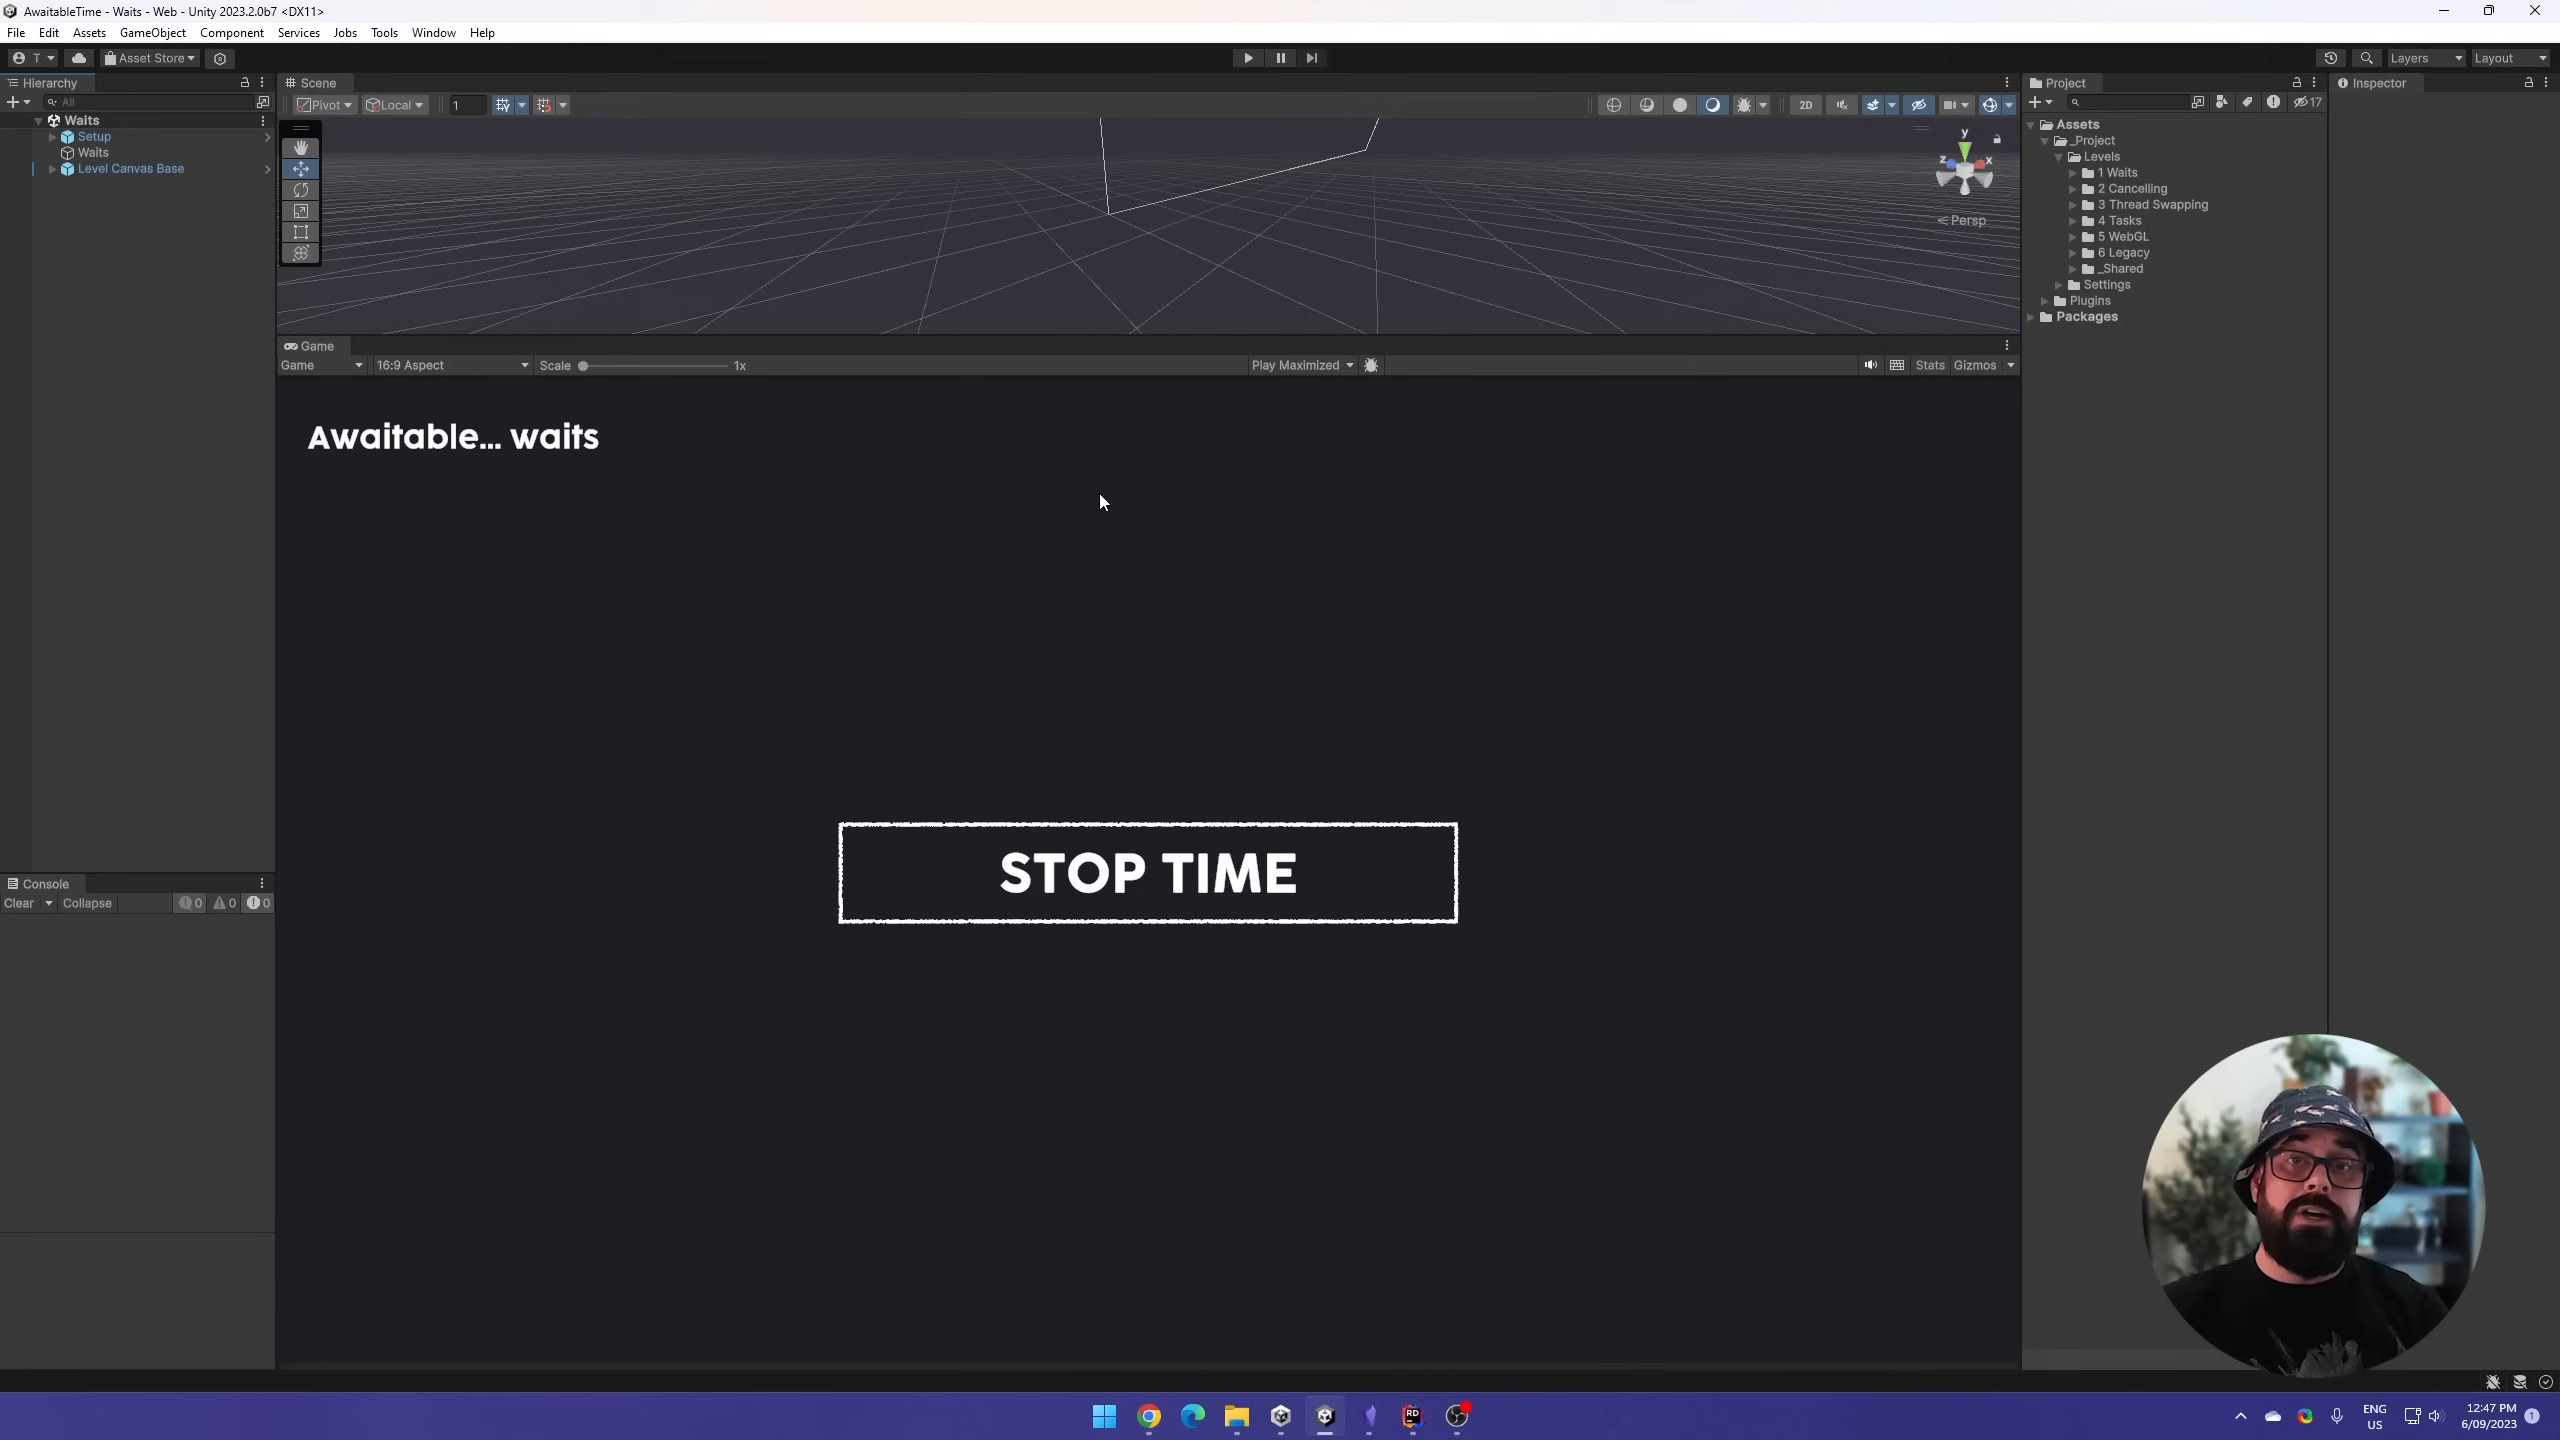 AwaitableTime - Waits - Web - Unity 2023.2.0b7 <DX11>
File Edit Assets GameObject Component Services Jobs Tools Window Help
T Asset Store Layers Layout
Hierarchy
All
Waits
Setup
Waits
Level Canvas Base
Scene
Pivot Local 1 2D
y
z x
Persp
Game
Game 16:9 Aspect Scale 1x Play Maximized Stats Gizmos
Awaitable... waits
STOP TIME
Console
Clear Collapse 0 0 0
Project
17
Assets
_Project
Levels
1 Waits
2 Cancelling
3 Thread Swapping
4 Tasks
5 WebGL
6 Legacy
_Shared
Settings
Plugins
Packages
Inspector
RD
ENG
US
12:47 PM
6/09/2023
1